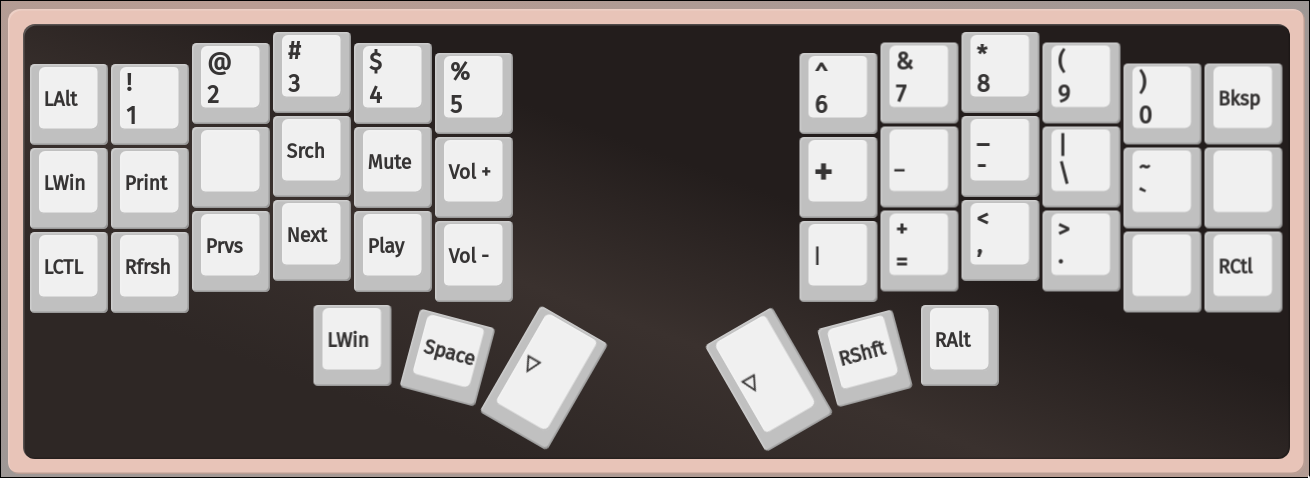 LAlt ! @ # $ %
1 2 3 4 5
^ & * ( ) Bksp
6 7 8 9 0
LWin Print Srch Mute Vol +
+ _ – | ~
- \ `
LCTL Rfrsh Prvs Next Play Vol -
| + < > RCtl
= , .
LWin Space ▷
◁ RShft RAlt